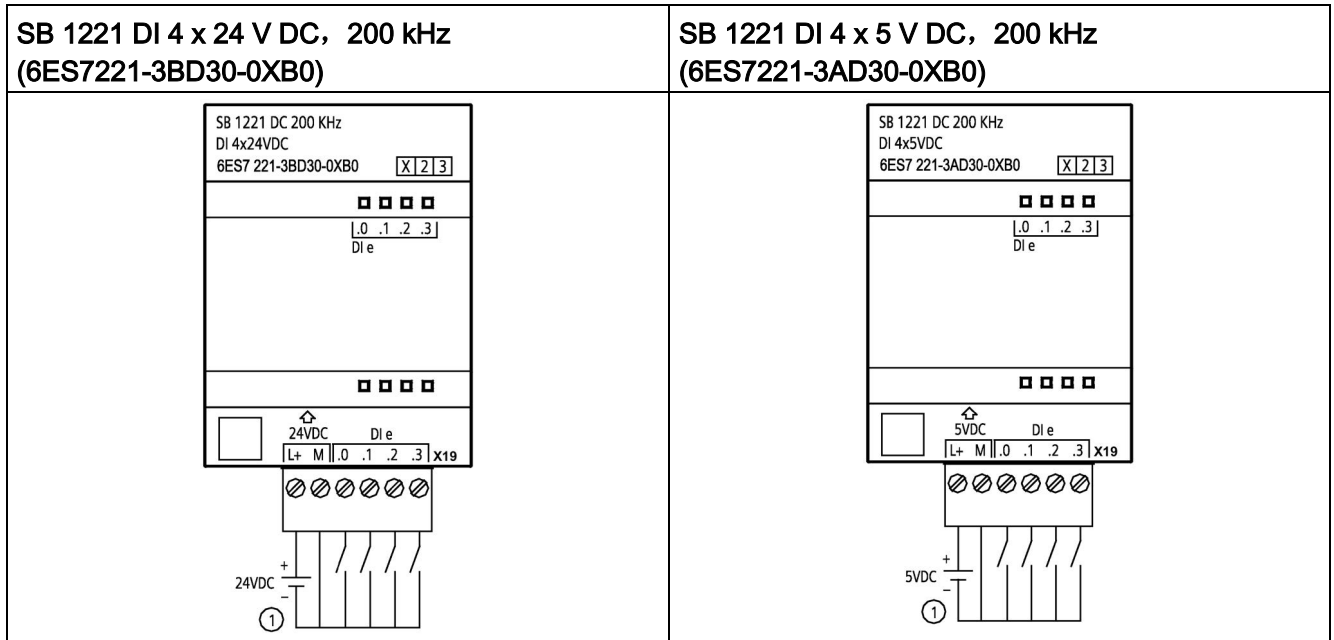 SB 1221 DI 4 x 24 V DC，200 kHz
(6ES7221-3BD30-0XB0)
SB 1221 DI 4 x 5 V DC，200 kHz
(6ES7221-3AD30-0XB0)
SB 1221 DC 200 KHz
DI 4x24VDC
6ES7 221-3BD30-0XB0 X 2 3
.0 .1 .2 .3
DI e
24VDC DI e
L+ M .0 .1 .2 .3 X19
+
24VDC
−
①
SB 1221 DC 200 KHz
DI 4x5VDC
6ES7 221-3AD30-0XB0 X 2 3
.0 .1 .2 .3
DI e
5VDC DI e
L+ M .0 .1 .2 .3 X19
+
5VDC
−
①